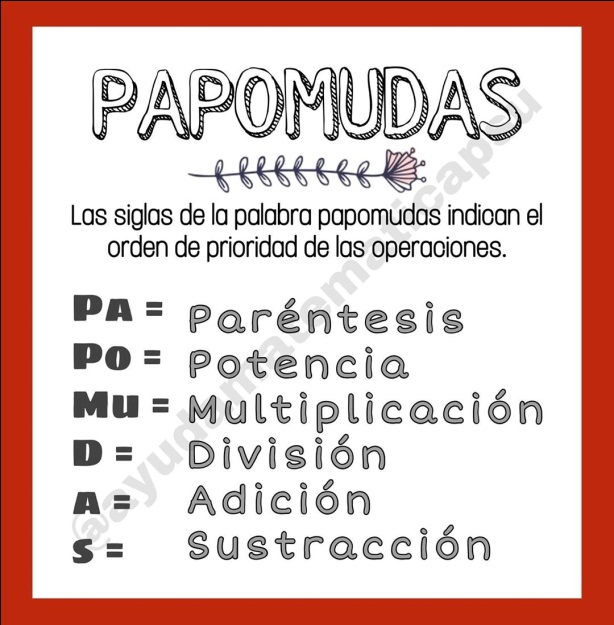 PAPOMUDAS
Las siglas de la palabra papomudas indican el
orden de prioridad de las operaciones.
PA = Paréntesis
Po = Potencia
Mu = Multiplicación
D = División
A = Adición
S = Sustracción
@ayudamatematicapsu